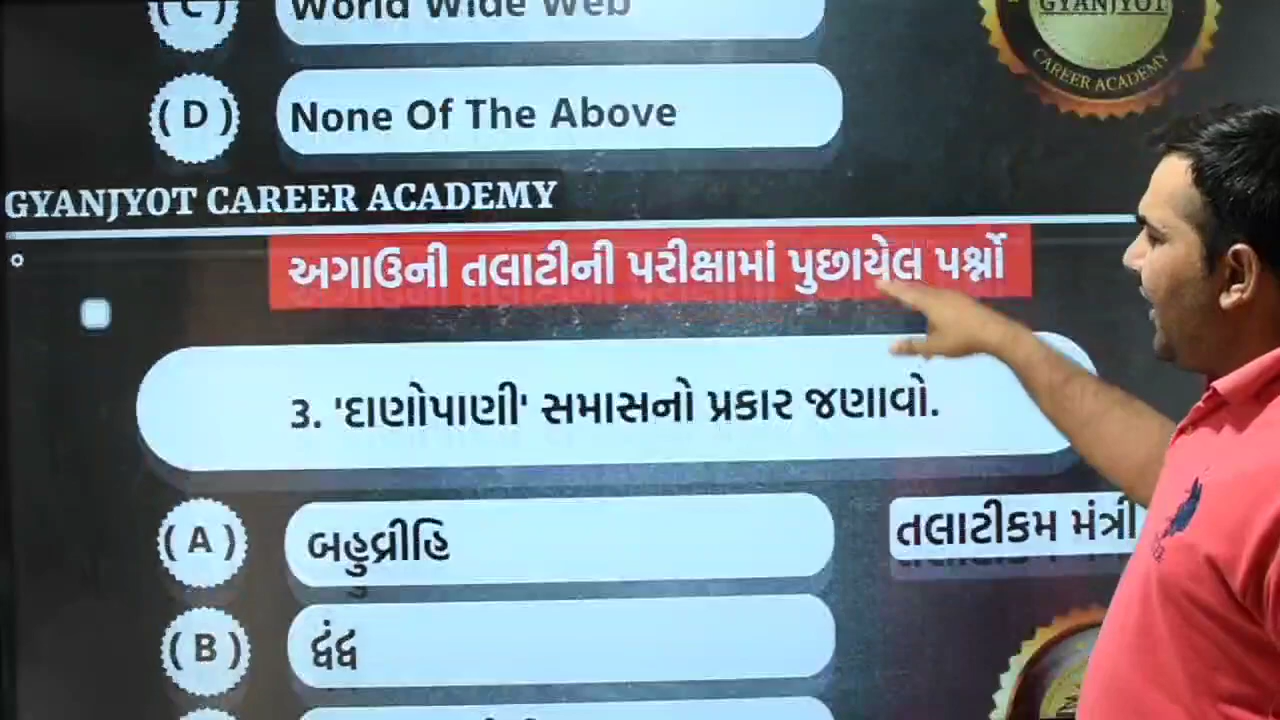 ( C )
World Wide Web
GYANJYOT
CAREER ACADEMY
( D )
None Of The Above
GYANJYOT CAREER ACADEMY
અગાઉની તલાટીની પરીક્ષામાં પુછાયેલ પર્શ્નો
3. 'દાણોપાણી' સમાસનો પ્રકાર જણાવો.
( A )
બહુવ્રીહિ
તલાટીકમ મંત્રી
( B )
દ્વંદ્વ